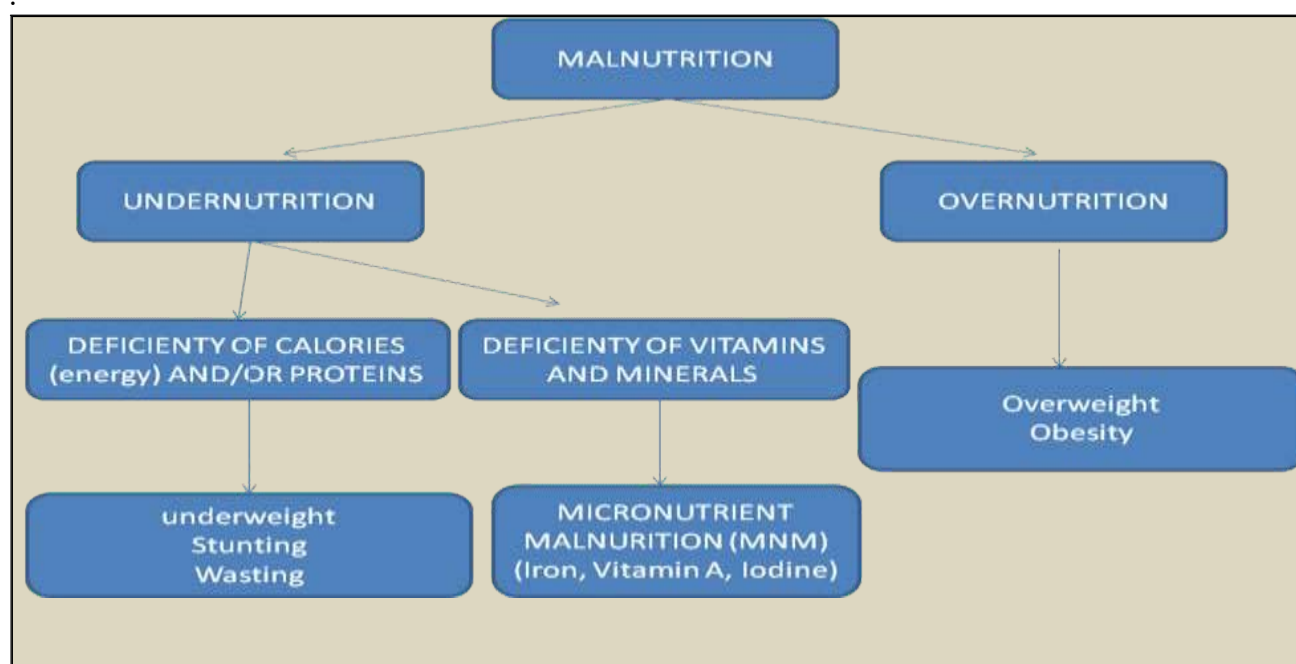 MALNUTRITION
UNDERNUTRITION
OVERNUTRITION
DEFICIENTY OF CALORIES
(energy) AND/OR PROTEINS
DEFICIENTY OF VITAMINS
AND MINERALS
Overweight
Obesity
underweight
Stunting
Wasting
MICRONUTRIENT
MALNURITION (MNM)
(Iron, Vitamin A, Iodine)